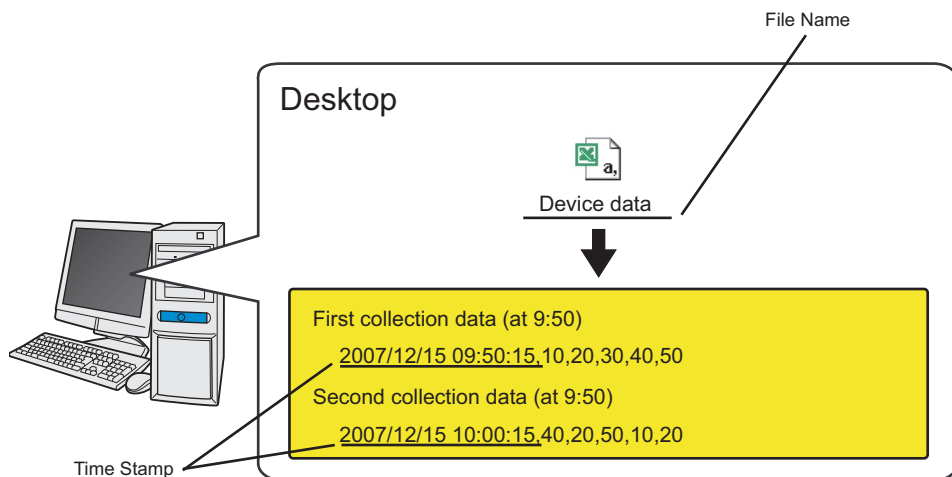 File Name
Desktop
a,
Device data
First collection data (at 9:50)
2007/12/15 09:50:15,10,20,30,40,50
Second collection data (at 9:50)
2007/12/15 10:00:15,40,20,50,10,20
Time Stamp